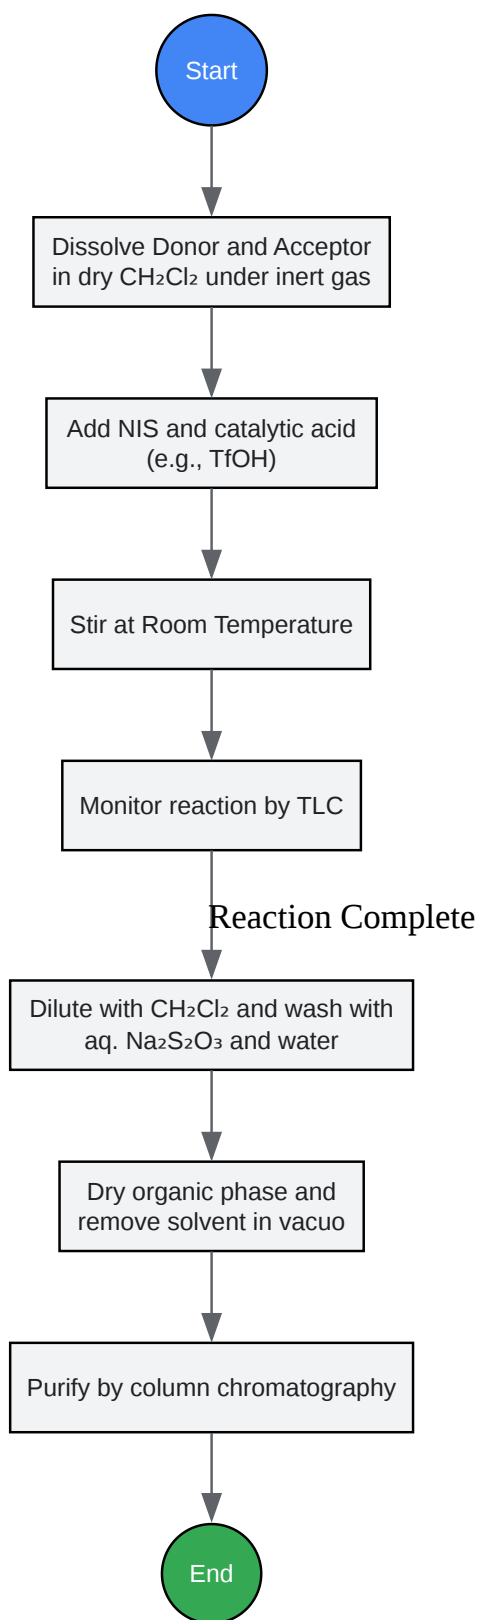 Start
Dissolve Donor and Acceptor
in dry CH₂Cl₂ under inert gas
Add NIS and catalytic acid
(e.g., TfOH)
Stir at Room Temperature
Monitor reaction by TLC
Reaction Complete
Dilute with CH₂Cl₂ and wash with
aq. Na₂S₂O₃ and water
Dry organic phase and
remove solvent in vacuo
Purify by column chromatography
End